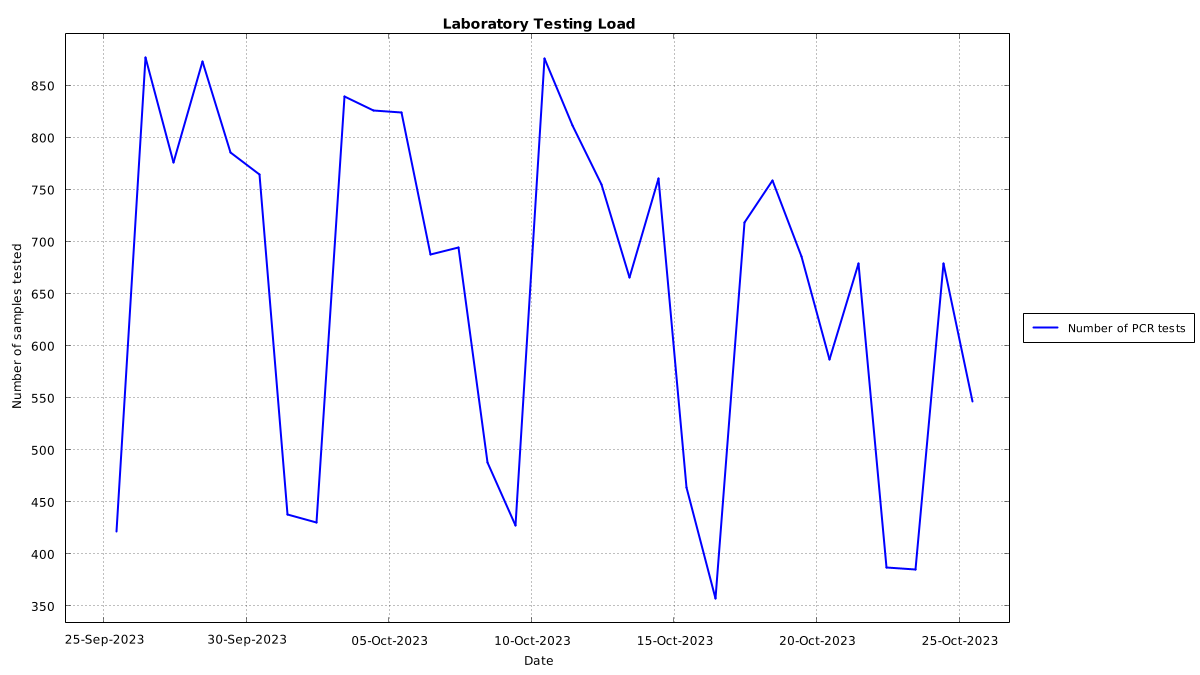 Laboratory Testing Load
Number of samples tested
850
800
750
700
650
600
550
500
450
400
350
25-Sep-2023 30-Sep-2023 05-Oct-2023 10-Oct-2023 15-Oct-2023 20-Oct-2023 25-Oct-2023
Date
Number of PCR tests